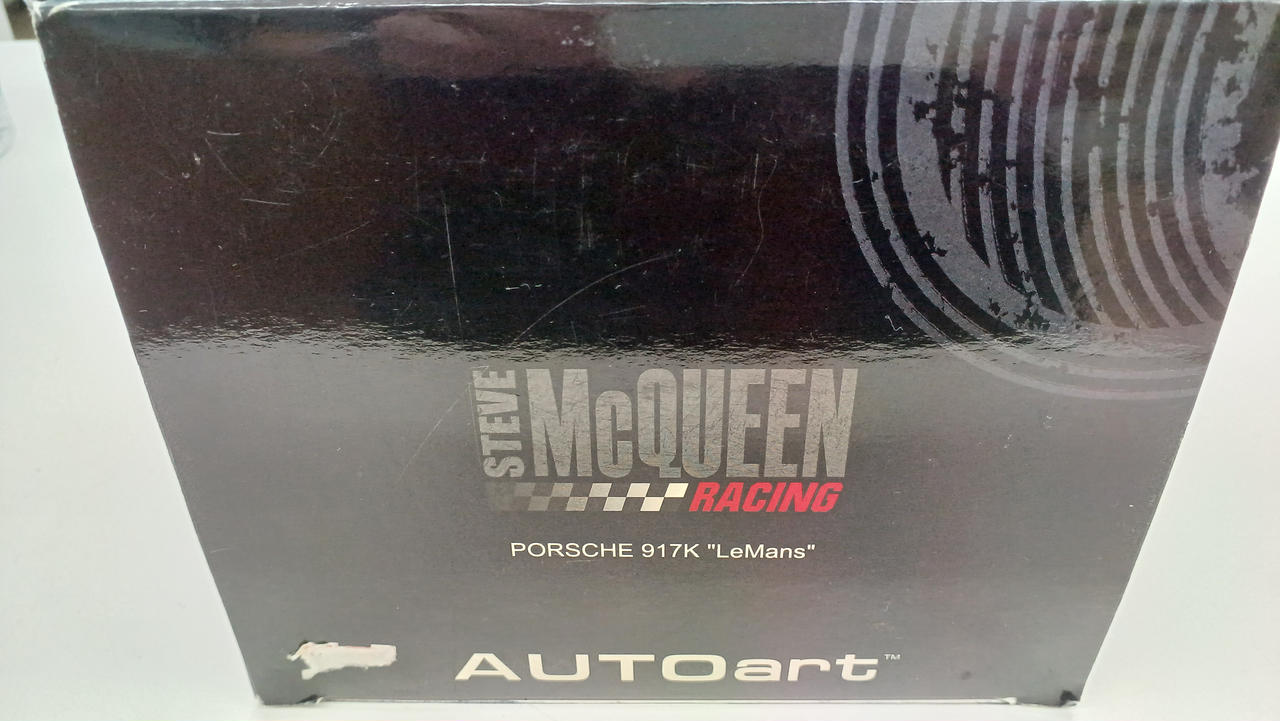 STEVE McQUEEN
RACING
PORSCHE 917K "LeMans"
AUTOart™